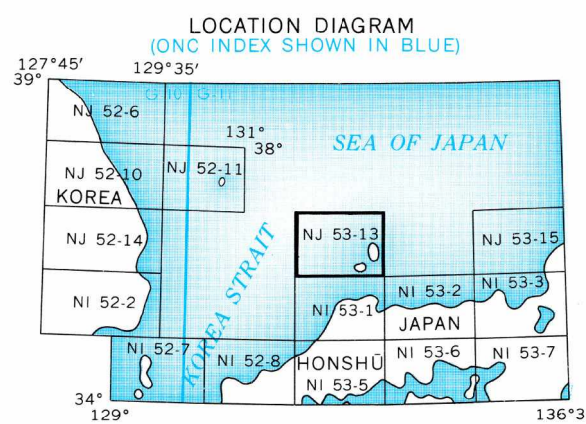 LOCATION DIAGRAM
(ONC INDEX SHOWN IN BLUE)
127°45′ 129°35′
39°
G-10 G-11
NJ 52-6
131°
38°
SEA OF JAPAN
NJ 52-10
NJ 52-11
KOREA
NJ 52-14
NJ 53-13
NJ 53-15
KOREA STRAIT
NI 52-2
NI 53-1
NI 53-2
NI 53-3
JAPAN
NI 52-7
NI 52-8
HONSHŪ
NI 53-5
NI 53-6
NI 53-7
34°
129°
136°3